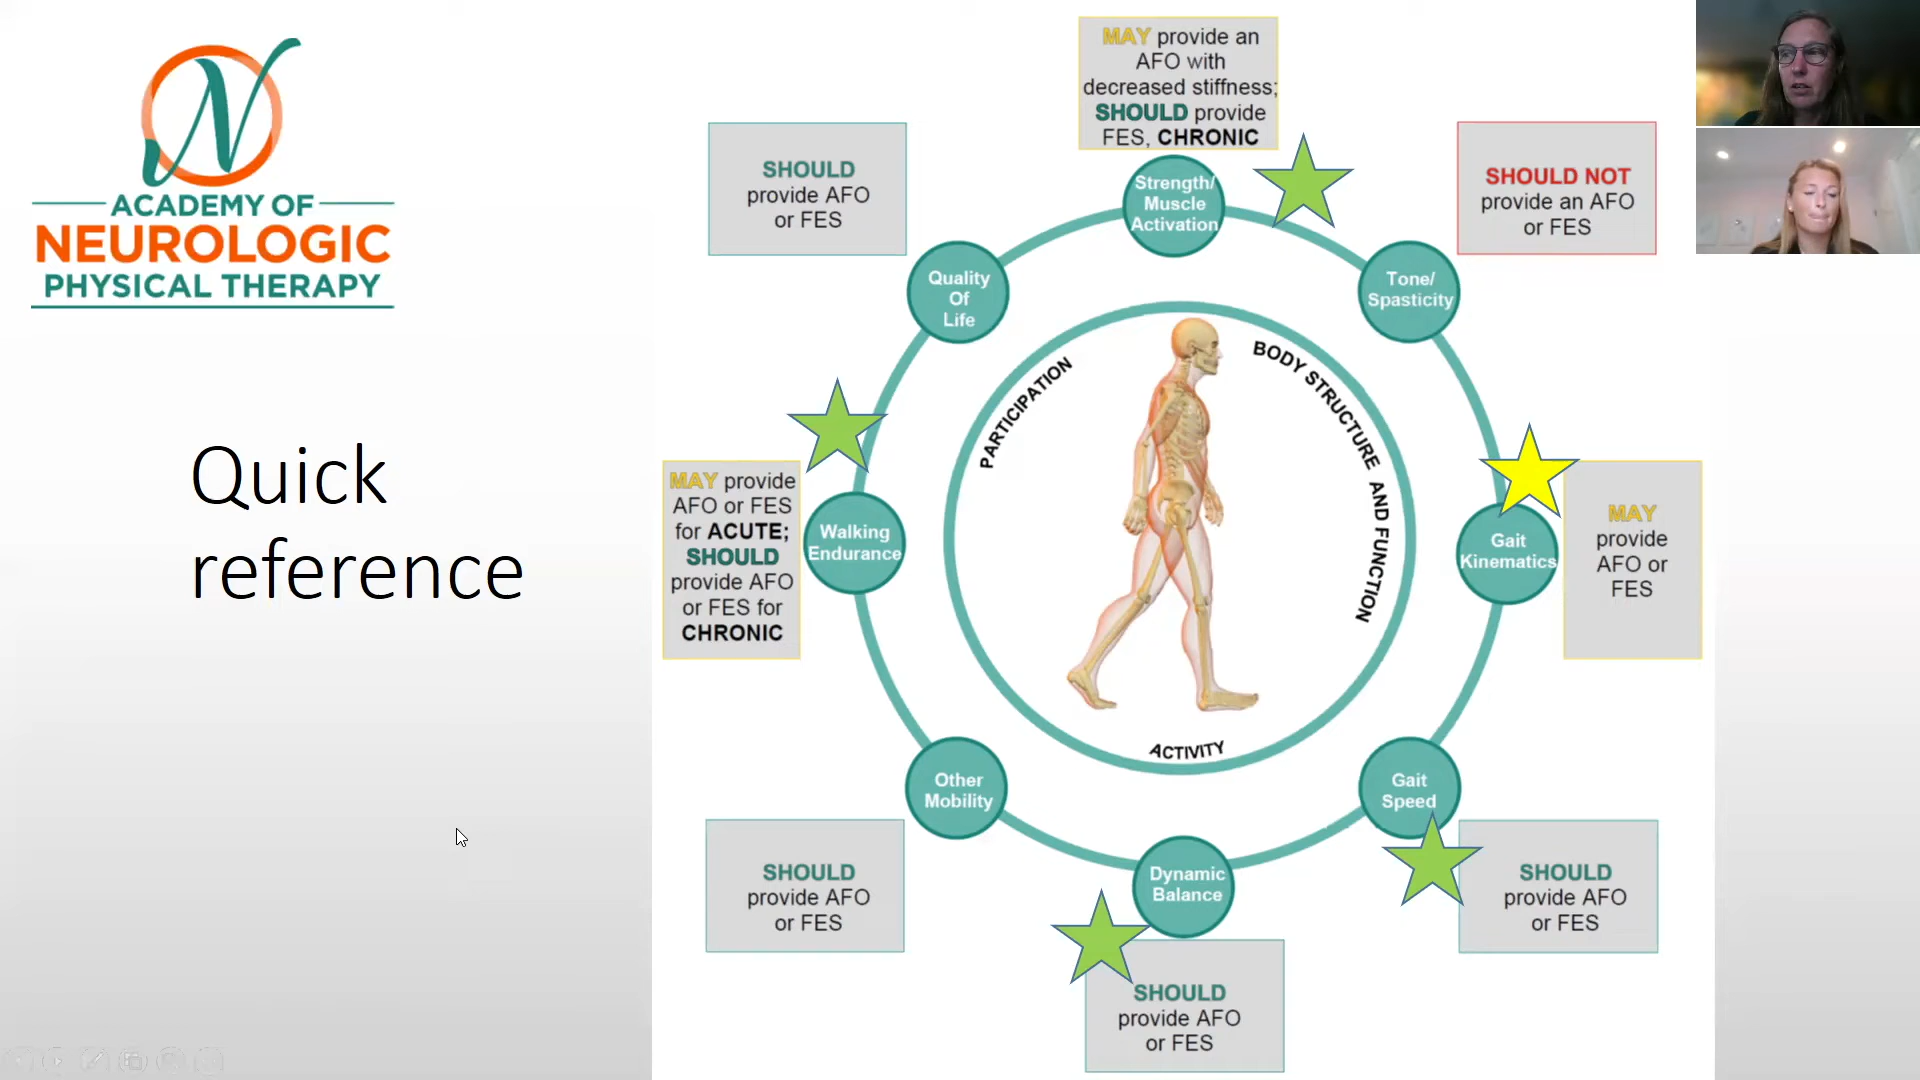 ACADEMY OF
NEUROLOGIC
PHYSICAL THERAPY
Quick
reference
MAY provide an
AFO with
decreased stiffness;
SHOULD provide
FES, CHRONIC
SHOULD
provide AFO
or FES
SHOULD NOT
provide an AFO
or FES
Strength/
Muscle
Activation
Quality
Of
Life
Tone/
Spasticity
PARTICIPATION
BODY STRUCTURE AND FUNCTION
ACTIVITY
MAY provide
AFO or FES
for ACUTE;
SHOULD
provide AFO
or FES for
CHRONIC
Walking
Endurance
Gait
Kinematics
MAY
provide
AFO or
FES
Other
Mobility
Gait
Speed
SHOULD
provide AFO
or FES
Dynamic
Balance
SHOULD
provide AFO
or FES
SHOULD
provide AFO
or FES